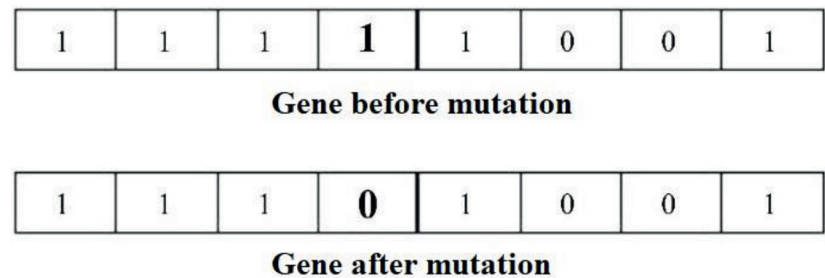 1 1 1 1 1 0 0 1
Gene before mutation
1 1 1 0 1 0 0 1
Gene after mutation